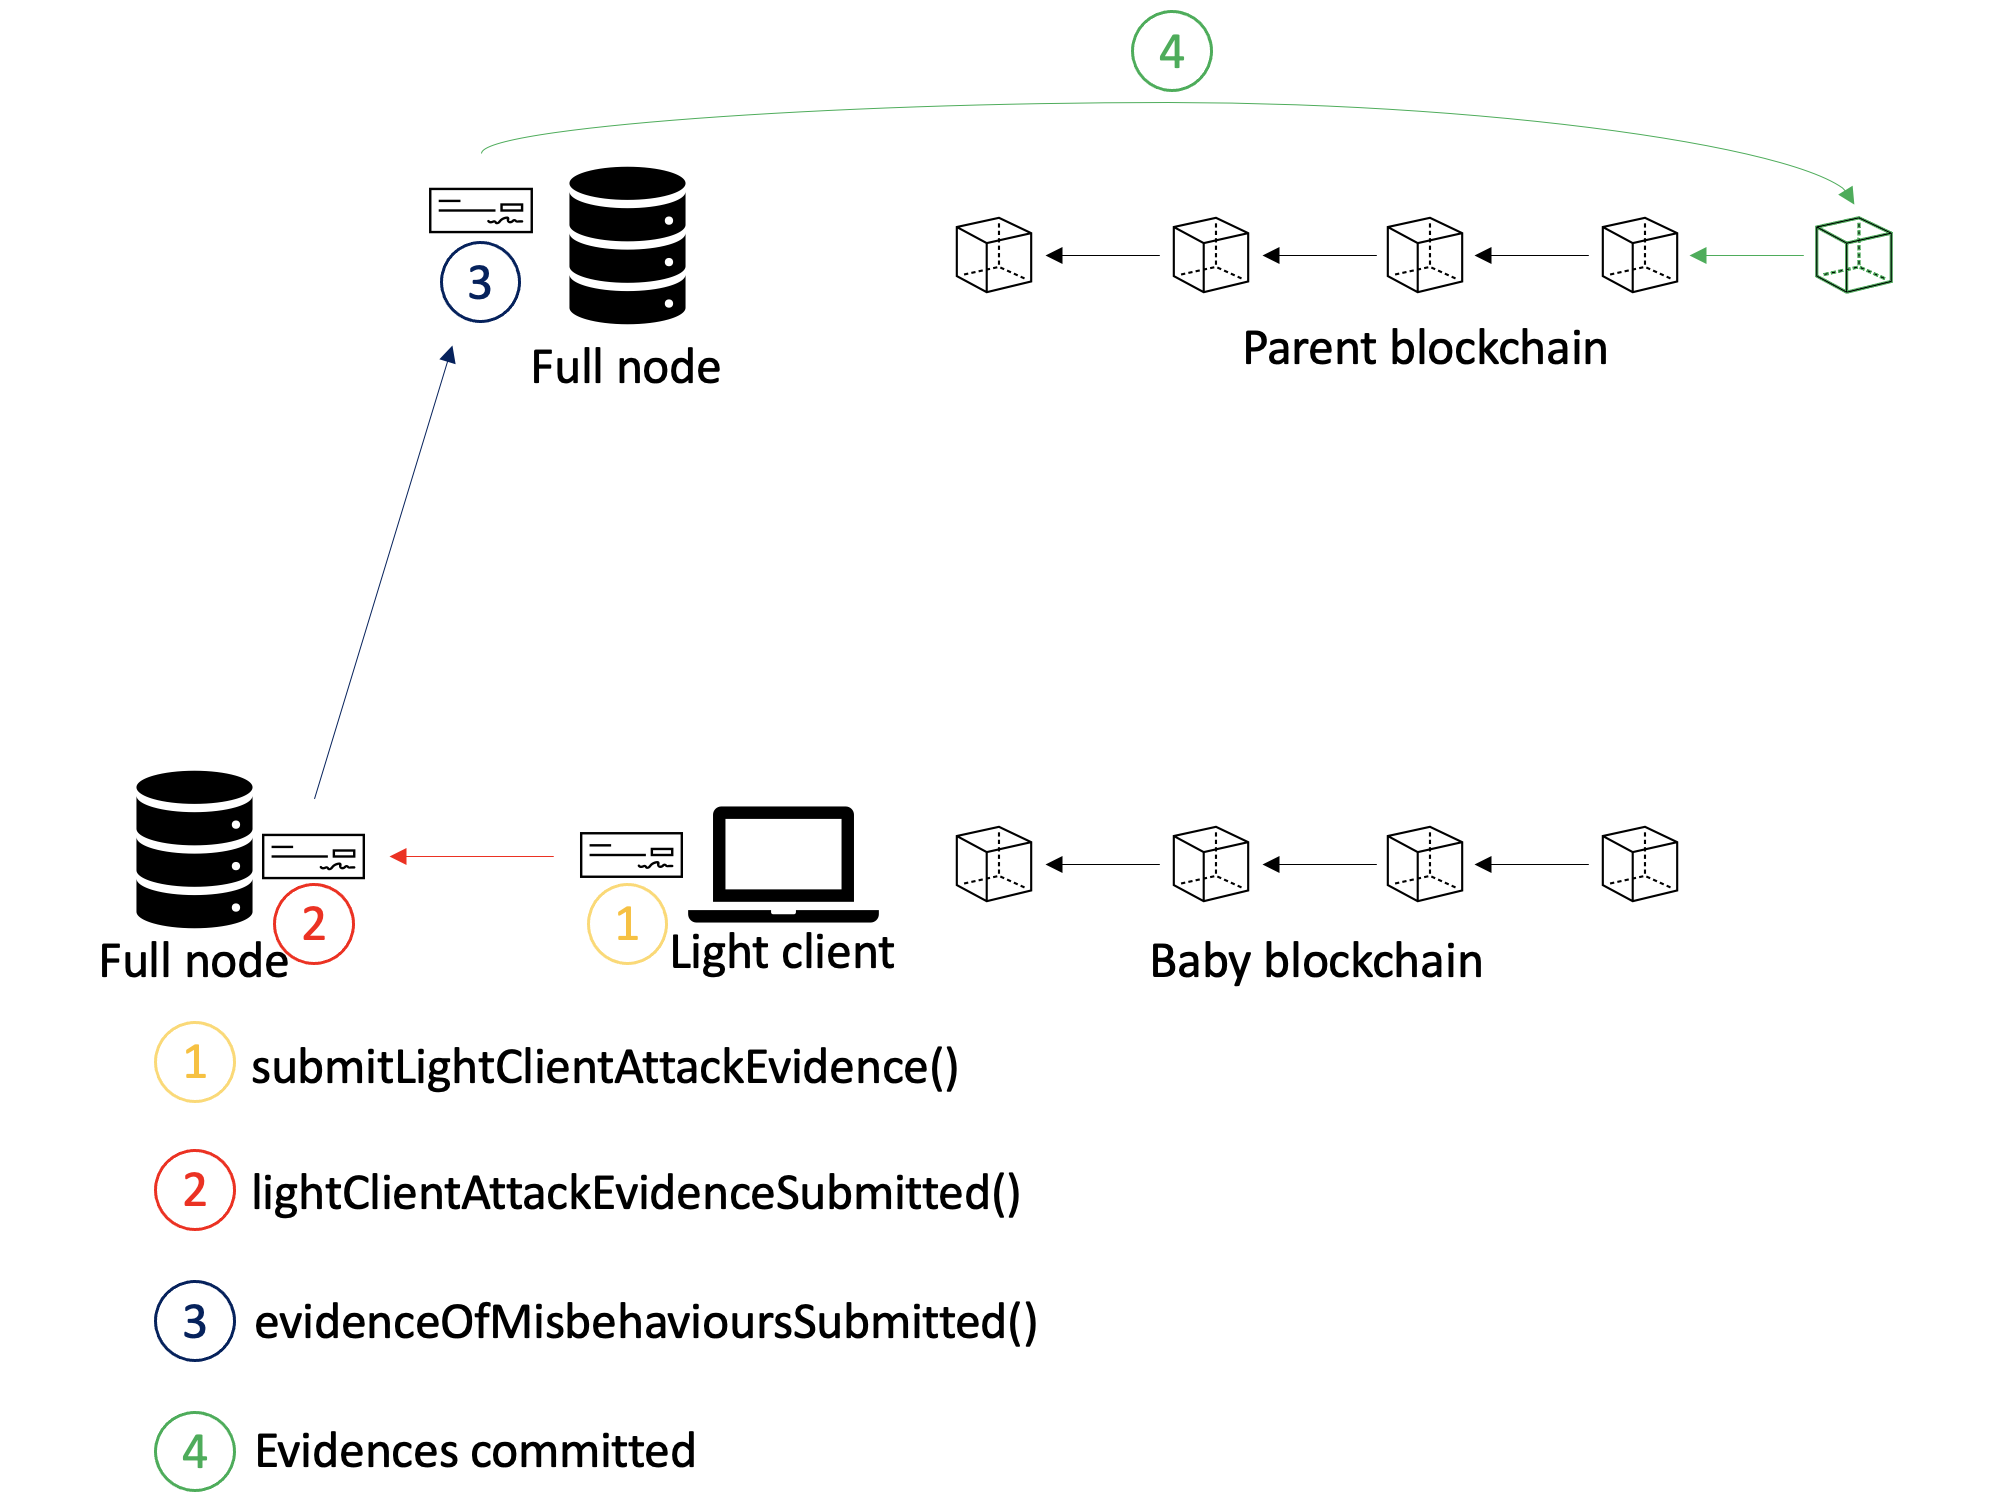 4
3
Full node
Parent blockchain
2
1
Full node
Light client
Baby blockchain
1 submitLightClientAttackEvidence()
2 lightClientAttackEvidenceSubmitted()
3 evidenceOfMisbehavioursSubmitted()
4 Evidences committed